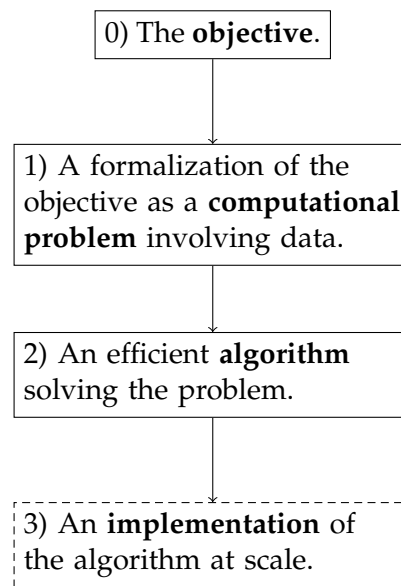 0) The objective.
1) A formalization of the
objective as a computational
problem involving data.
2) An efficient algorithm
solving the problem.
3) An implementation of
the algorithm at scale.